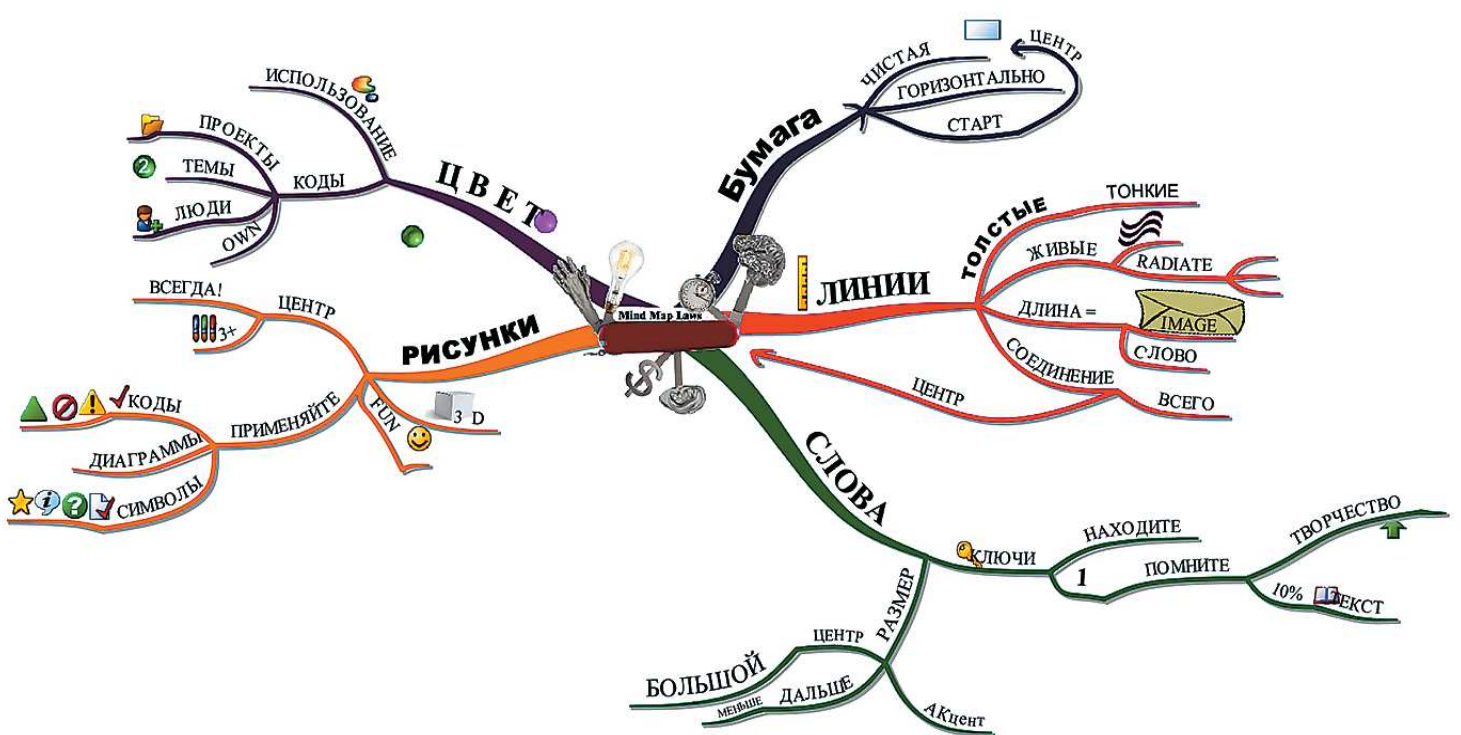 Mind Map Laws
Бумага
ЧИСТАЯ
ГОРИЗОНТАЛЬНО
СТАРТ
ЦЕНТР
ЛИНИИ
ТОЛСТЫЕ
ТОНКИЕ
ЖИВЫЕ
RADIATE
ДЛИНА =
IMAGE
СЛОВО
СОЕДИНЕНИЕ
ВСЕГО
ЦЕНТР
СЛОВА
КЛЮЧИ
НАХОДИТЕ
1
ПОМНИТЕ
ТВОРЧЕСТВО
10%
ТЕКСТ
РАЗМЕР
ЦЕНТР
БОЛЬШОЙ
ДАЛЬШЕ
МЕНЬШЕ
АКцент
РИСУНКИ
ЦЕНТР
ВСЕГДА!
3+
ПРИМЕНЯЙТЕ
КОДЫ
ДИАГРАММЫ
СИМВОЛЫ
FUN
3 D
ЦВЕТ
ИСПОЛЬЗОВАНИЕ
КОДЫ
ПРОЕКТЫ
2
ТЕМЫ
ЛЮДИ
OWN